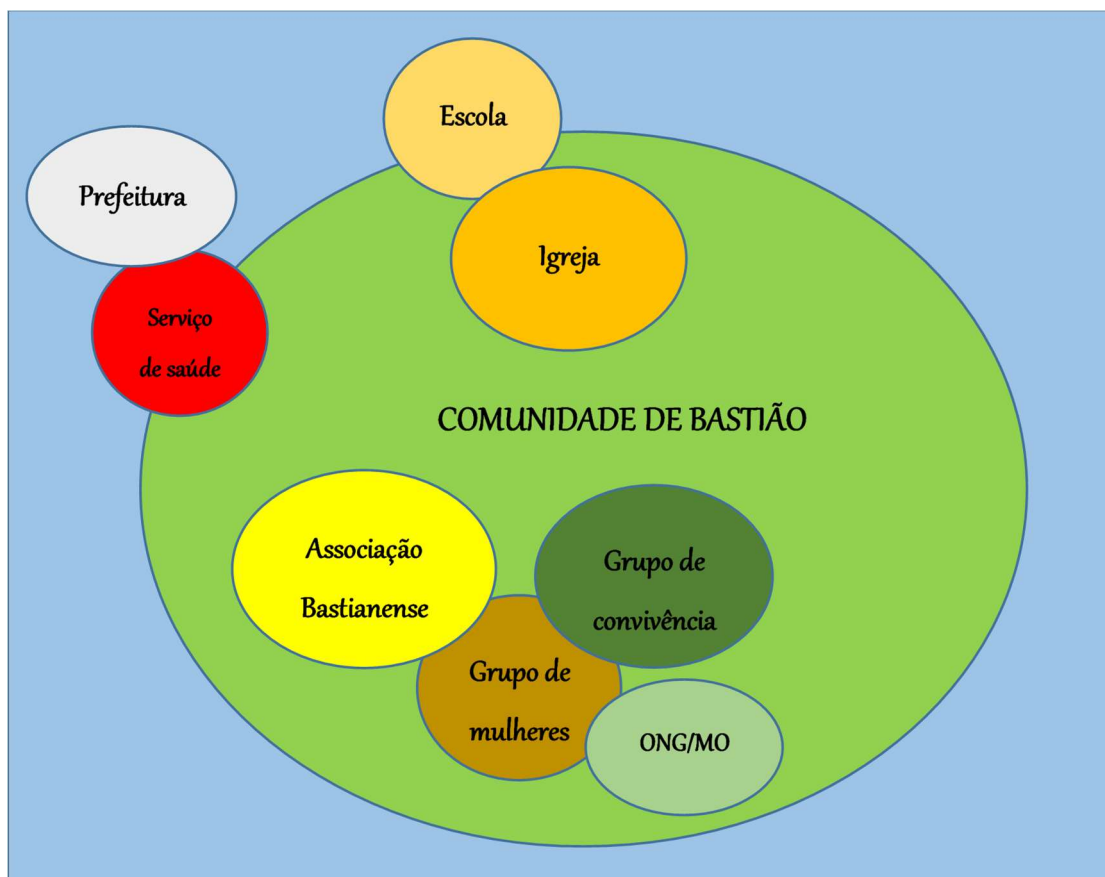 Escola
Prefeitura
Igreja
Serviço
de saúde
COMUNIDADE DE BASTIÃO
Associação
Bastianense
Grupo de
convivência
Grupo de
mulheres
ONG/MO